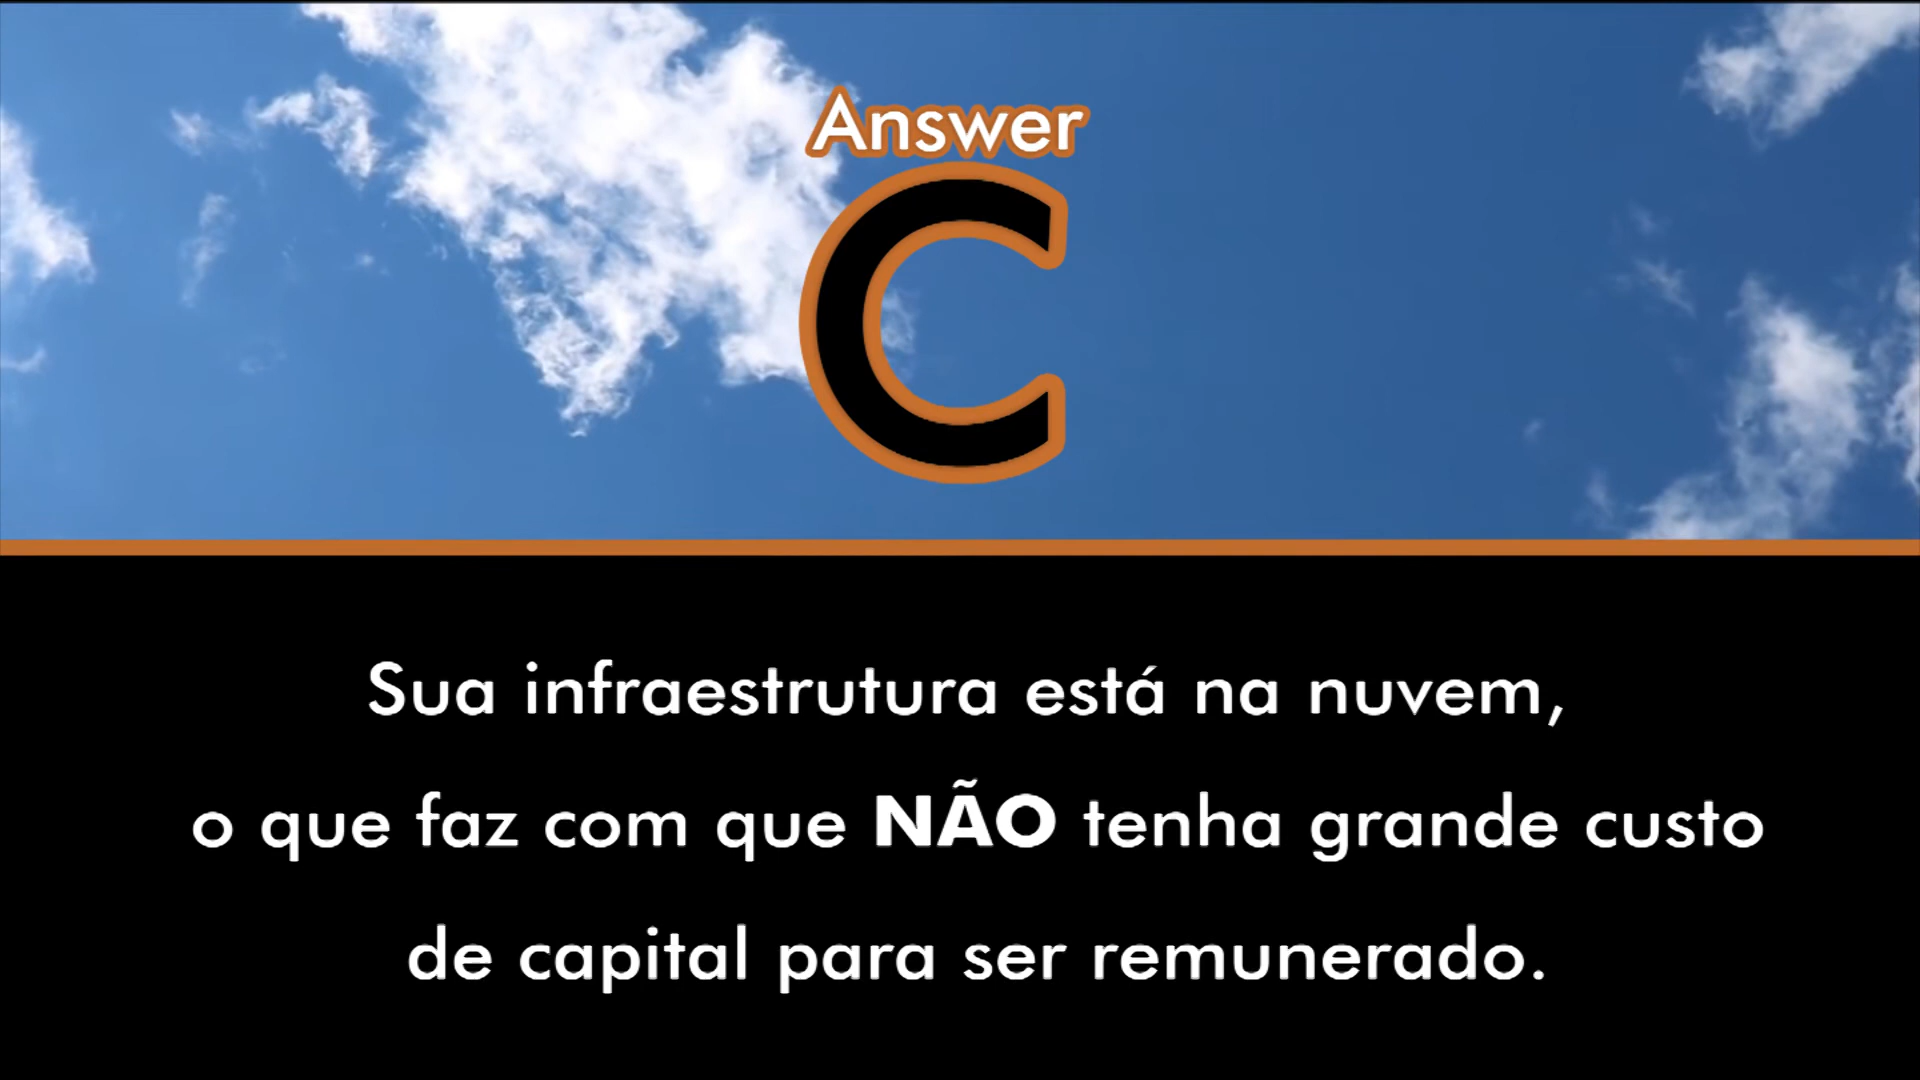 Answer
C
Sua infraestrutura está na nuvem,
o que faz com que NÃO tenha grande custo
de capital para ser remunerado.